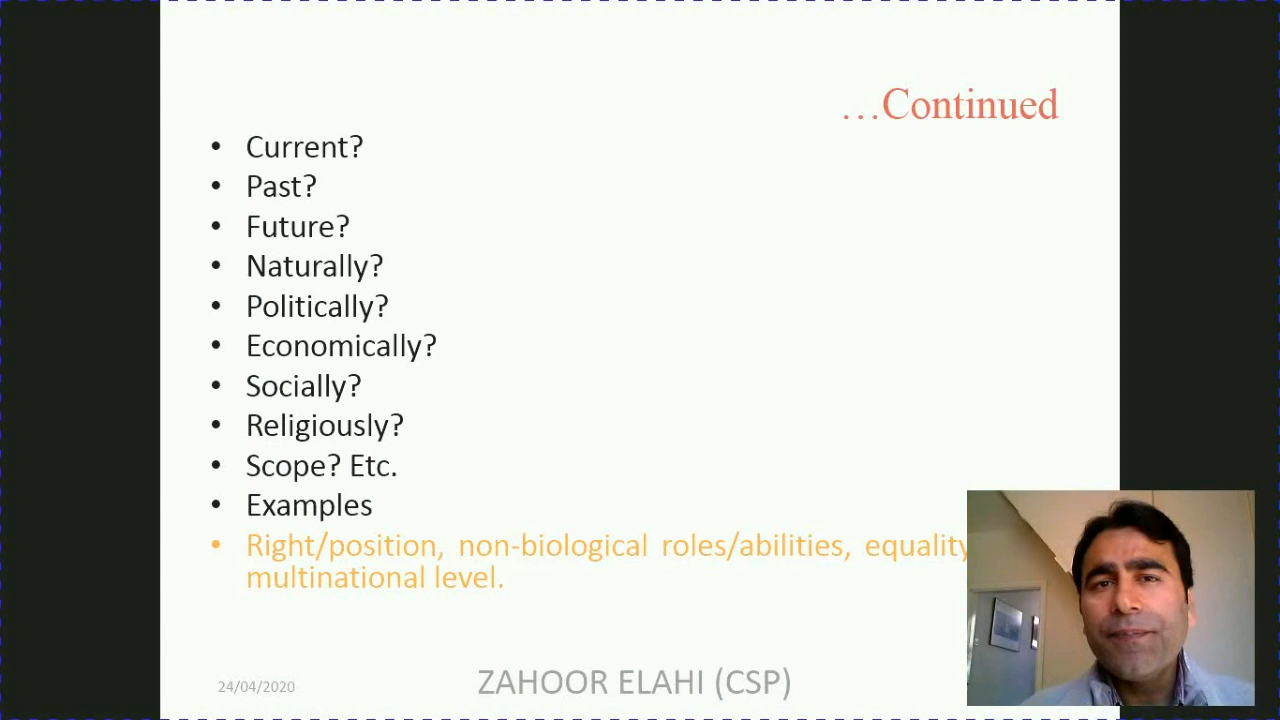 …Continued
• Current?
• Past?
• Future?
• Naturally?
• Politically?
• Economically?
• Socially?
• Religiously?
• Scope? Etc.
• Examples
• Right/position, non-biological roles/abilities, equality
multinational level.
24/04/2020
ZAHOOR ELAHI (CSP)